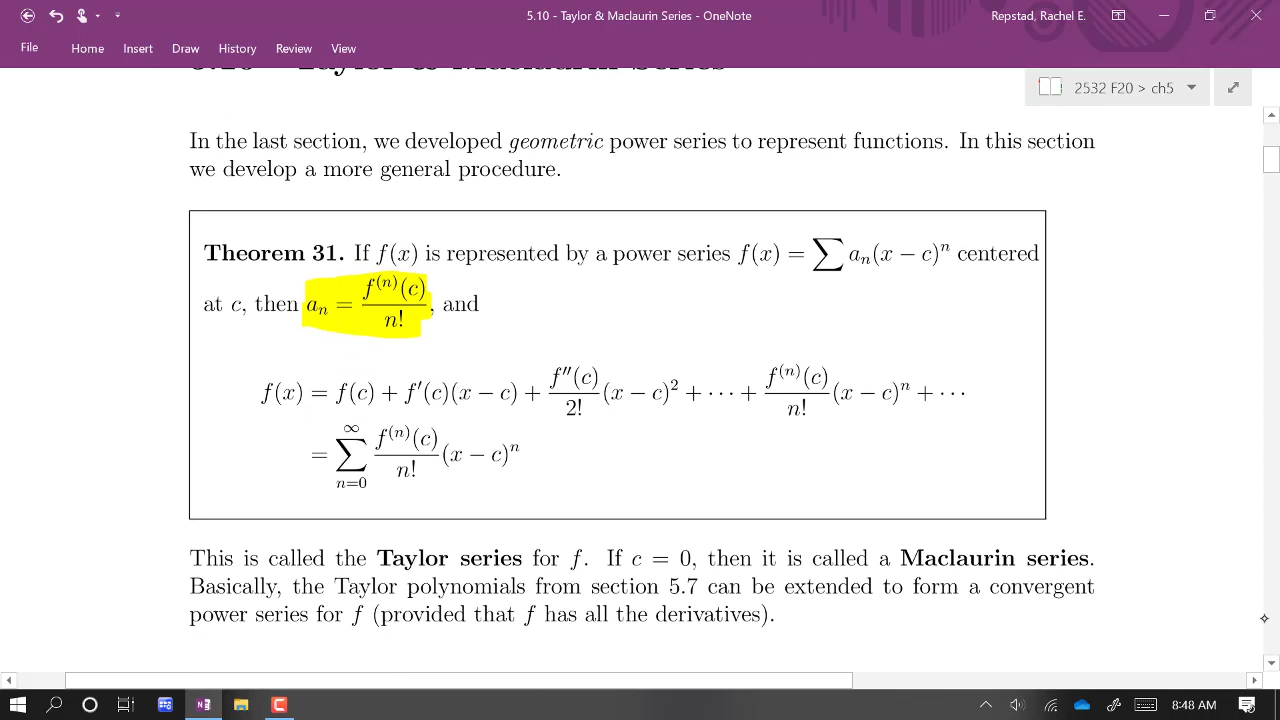 5.10 - Taylor & Maclaurin Series - OneNote
Repstad, Rachel E.
File Home Insert Draw History Review View
5.10 – Taylor & Maclaurin Series
2532 F20 > ch5
In the last section, we developed geometric power series to represent functions. In this section
we develop a more general procedure.
Theorem 31. If f(x) is represented by a power series f(x) = ∑ aₙ(x − c)ⁿ centered
at c, then aₙ = f⁽ⁿ⁾(c)/n!, and
f(x) = f(c) + f′(c)(x − c) + f″(c)/2! (x − c)² + ··· + f⁽ⁿ⁾(c)/n! (x − c)ⁿ + ···
= ∑_{n=0}^{∞} f⁽ⁿ⁾(c)/n! (x − c)ⁿ
This is called the Taylor series for f. If c = 0, then it is called a Maclaurin series.
Basically, the Taylor polynomials from section 5.7 can be extended to form a convergent
power series for f (provided that f has all the derivatives).
8:48 AM